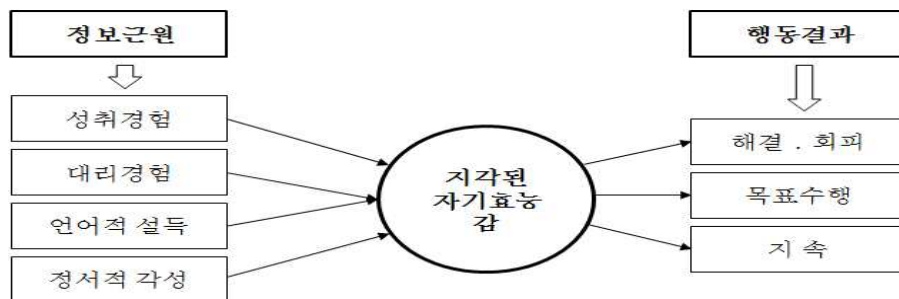 정보근원
성취경험
대리경험
언어적 설득
정서적 각성
지각된
자기효능
감
행동결과
해결 . 회피
목표수행
지 속